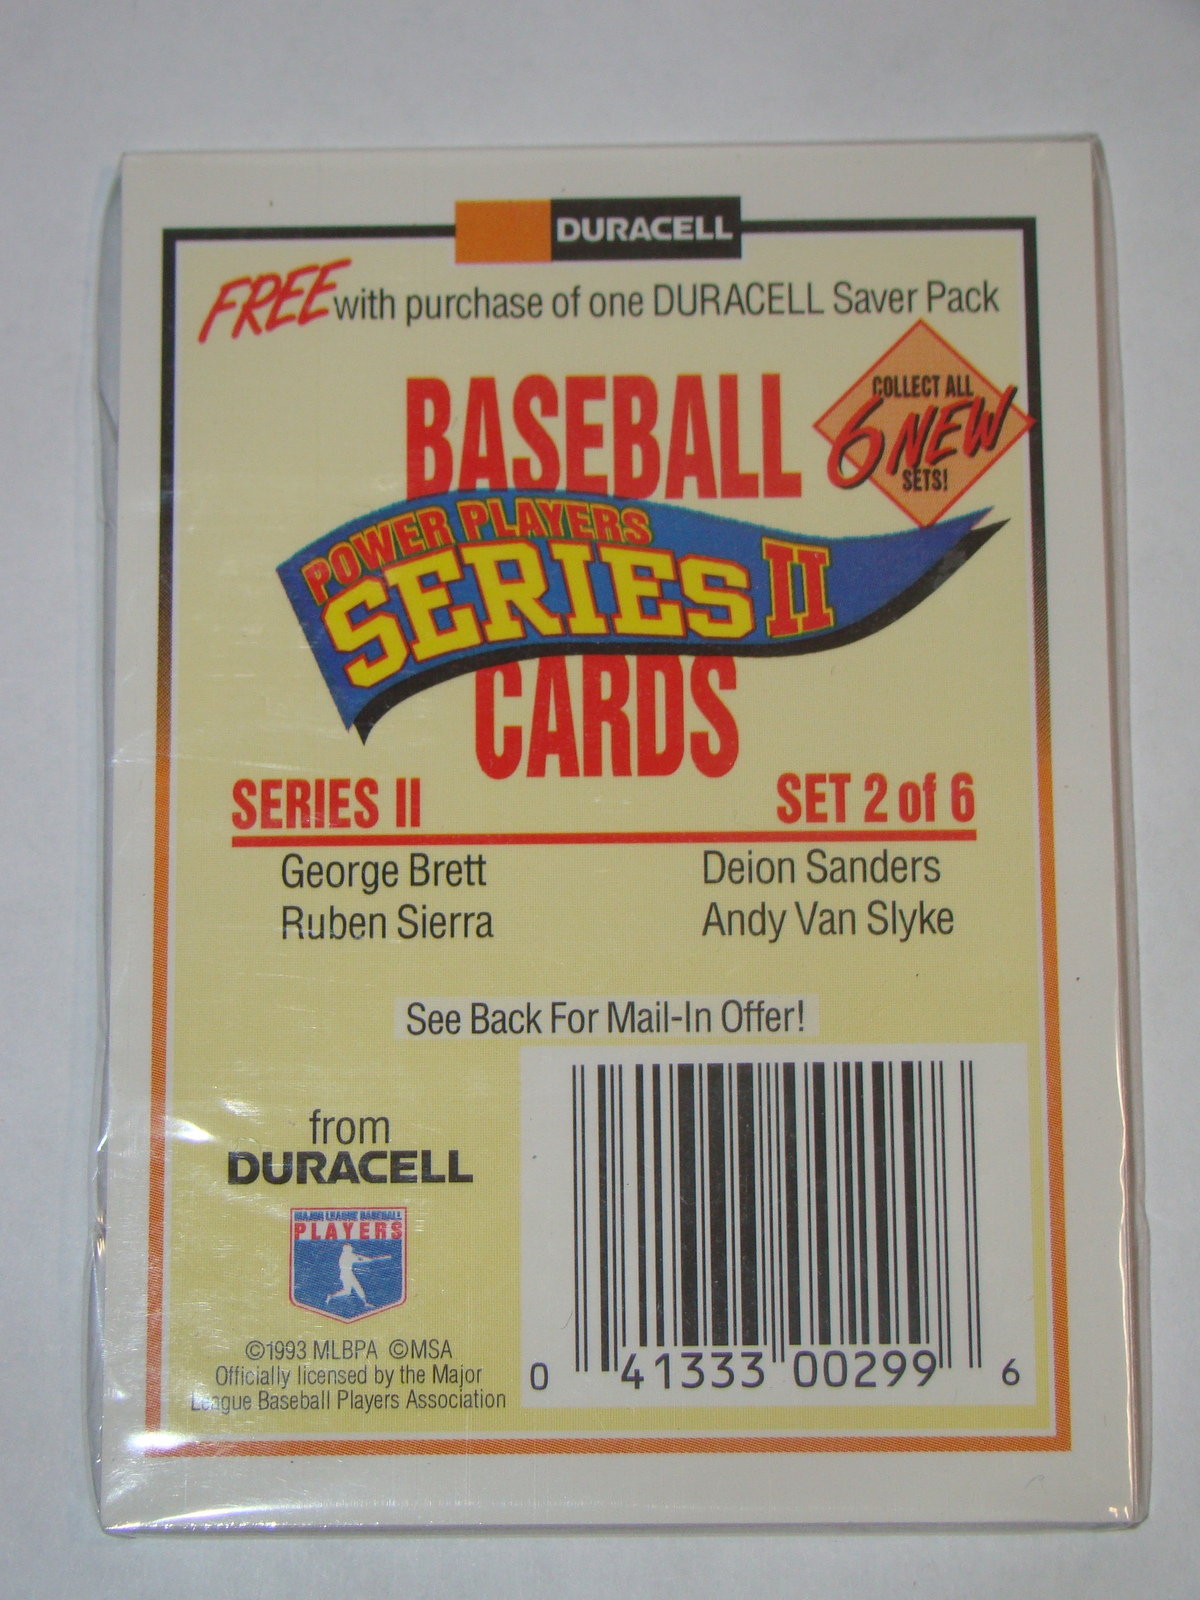 DURACELL
FREE with purchase of one DURACELL Saver Pack
COLLECT ALL
6 NEW
SETS!
BASEBALL
POWER PLAYERS
SERIES II
CARDS
SERIES II SET 2 of 6
George Brett Deion Sanders
Ruben Sierra Andy Van Slyke
See Back For Mail-In Offer!
from
DURACELL
MAJOR LEAGUE BASEBALL
PLAYERS
©1993 MLBPA ©MSA
Officially licensed by the Major
League Baseball Players Association
0 41333 00299 6